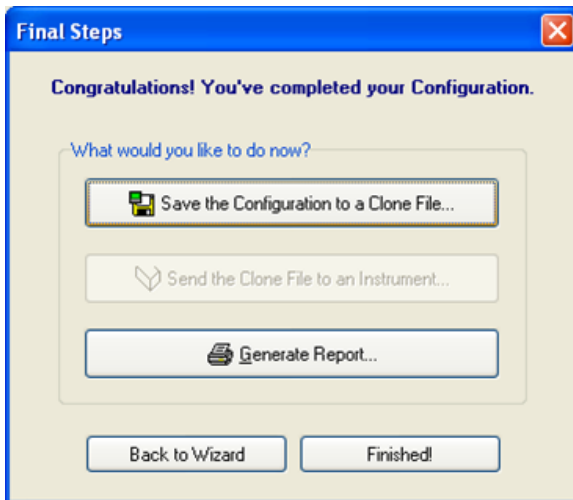 Final Steps
Congratulations! You've completed your Configuration.
What would you like to do now?
Save the Configuration to a Clone File...
Send the Clone File to an Instrument...
Generate Report...
Back to Wizard
Finished!